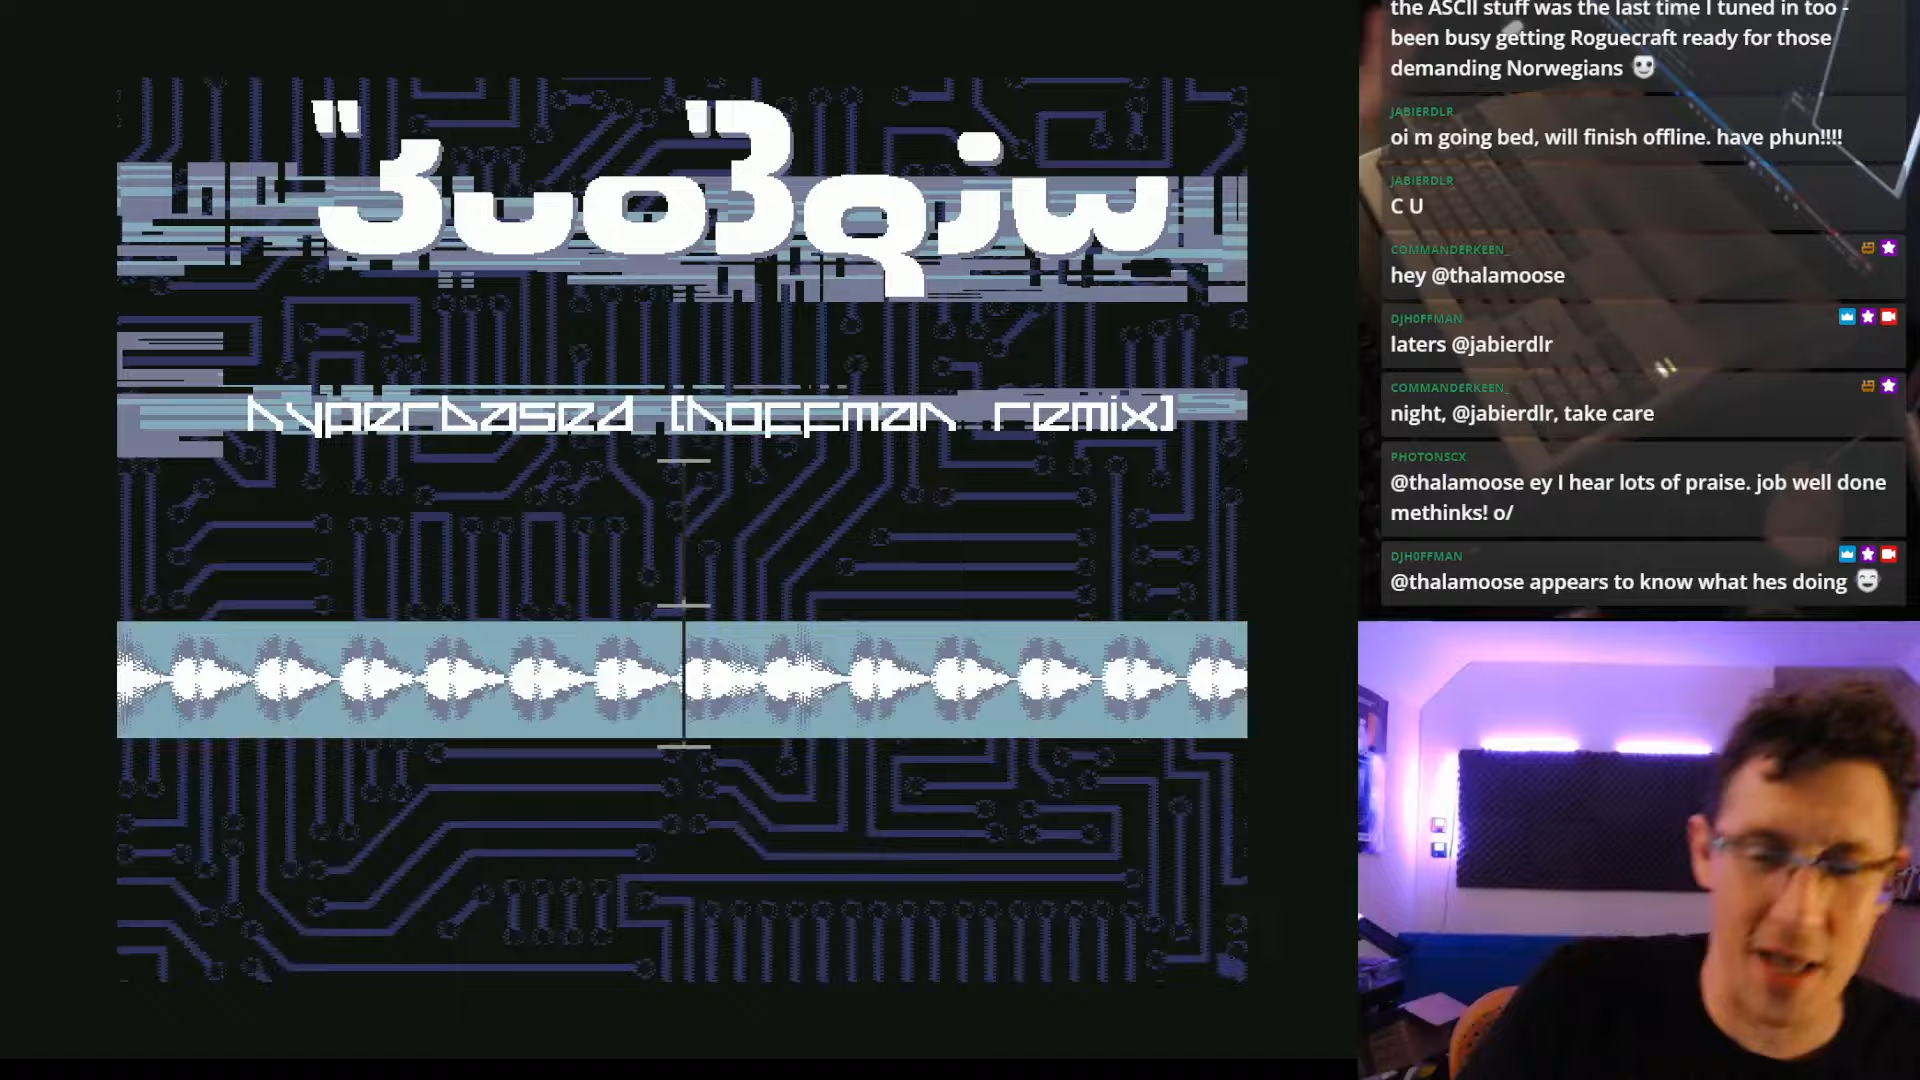 hyperbased [hoffman remix]
the ASCII stuff was the last time I tuned in too -
been busy getting Roguecraft ready for those
demanding Norwegians
JABIERDLR
oi m going bed, will finish offline. have phun!!!!
JABIERDLR
C U
COMMANDERKEEN_
hey @thalamoose
DJH0FFMAN
laters @jabierdlr
COMMANDERKEEN_
night, @jabierdlr, take care
PHOTONSCX
@thalamoose ey I hear lots of praise. job well done
methinks! o/
DJH0FFMAN
@thalamoose appears to know what hes doing